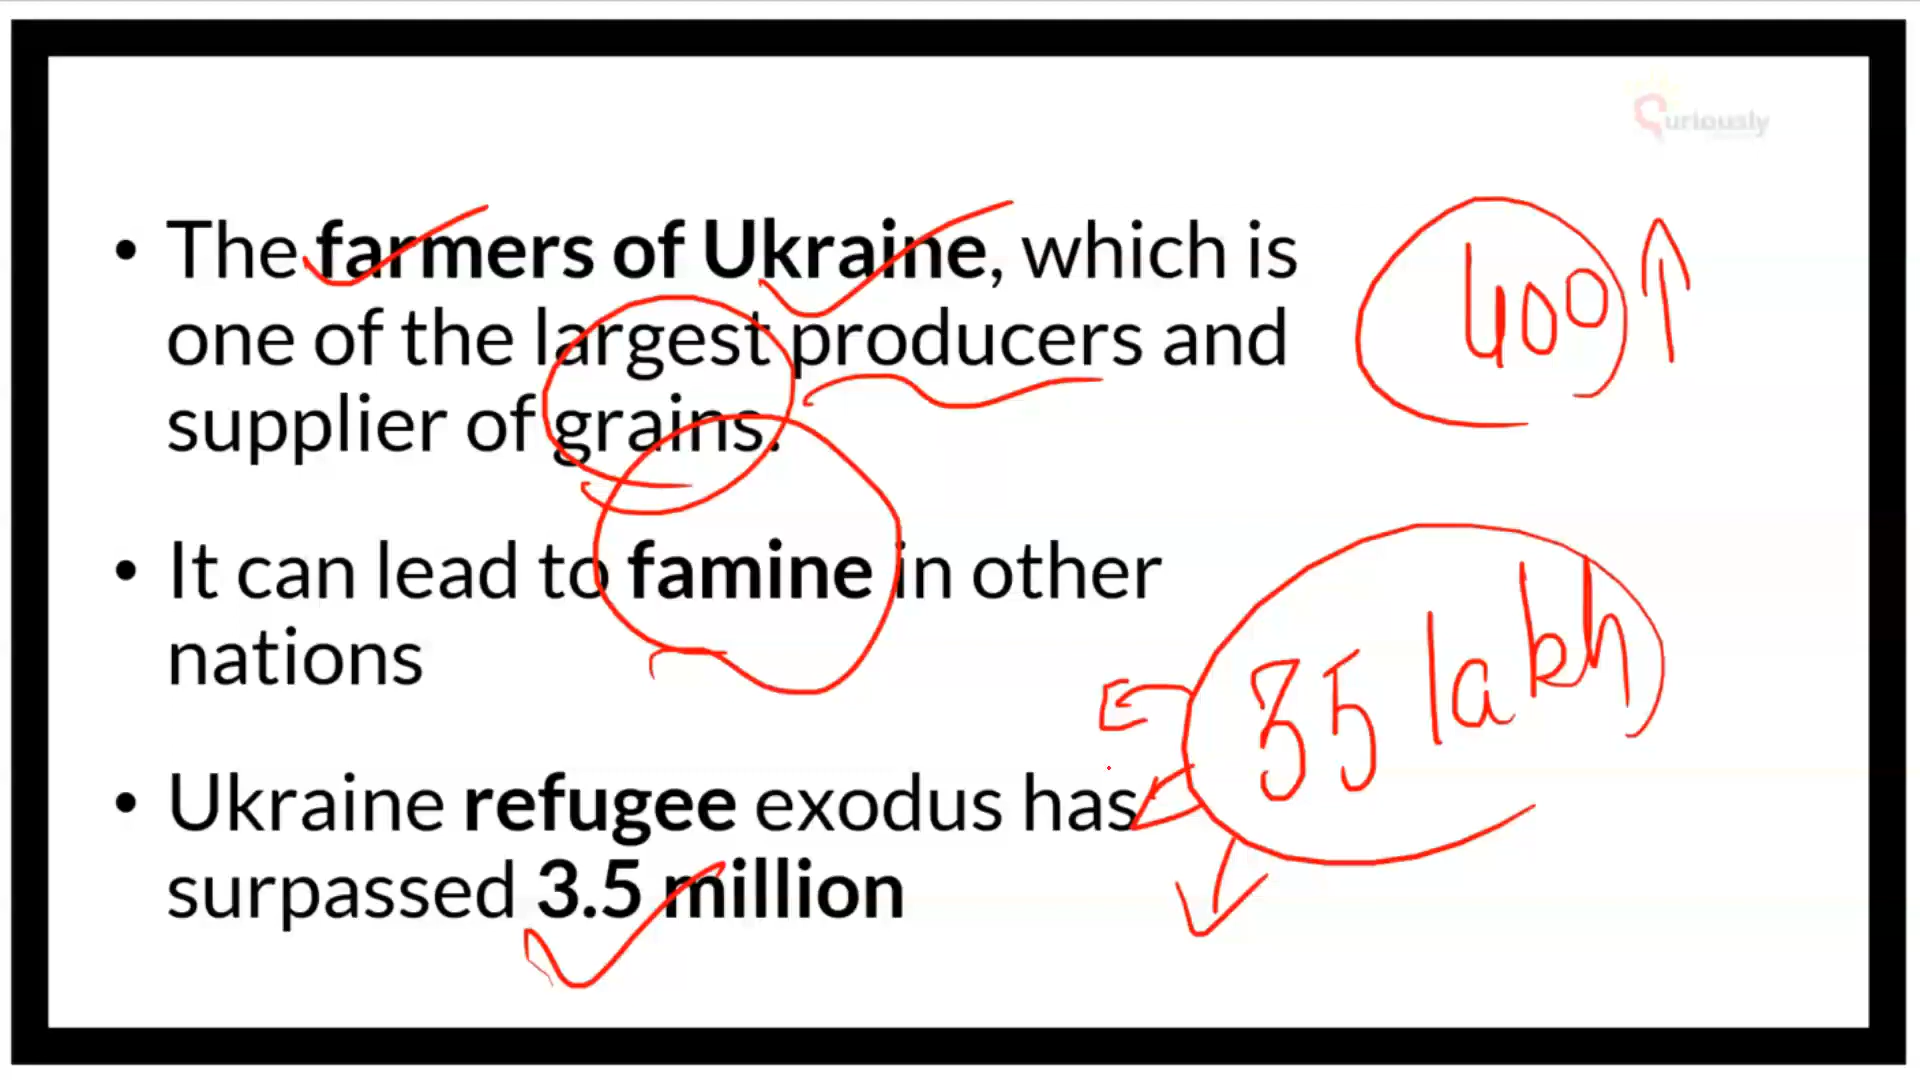 Curiously
• The farmers of Ukraine, which is
one of the largest producers and
supplier of grains.
400
• It can lead to famine in other
nations
35 lakh
• Ukraine refugee exodus has
surpassed 3.5 million